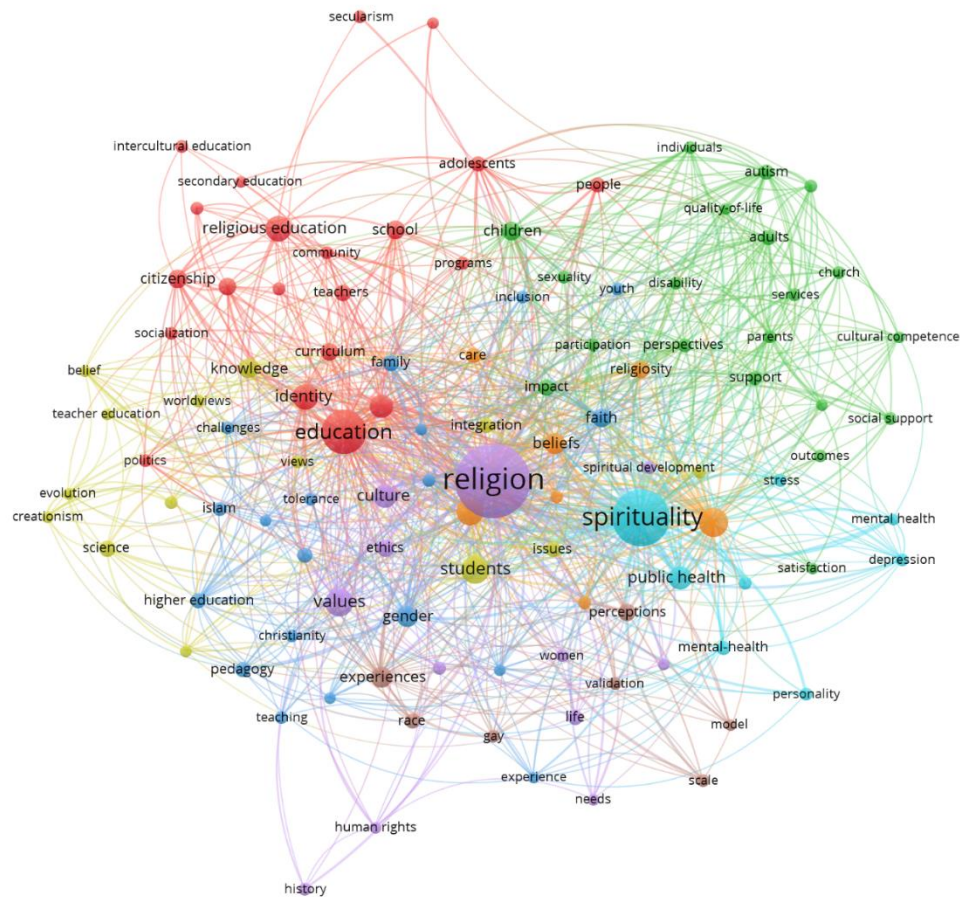 secularism
intercultural education
individuals
adolescents
autism
secondary education
people
quality-of-life
religious education
school
children
adults
community
programs
church
citizenship
teachers
sexuality
disability
inclusion
youth
services
socialization
parents
cultural competence
curriculum
family
care
participation
perspectives
belief
knowledge
religiosity
impact
support
worldviews
identity
teacher education
challenges
education
integration
faith
social support
beliefs
politics
views
outcomes
spiritual development
religion
stress
evolution
tolerance
culture
creationism
islam
spirituality
mental health
science
ethics
issues
depression
students
public health
satisfaction
higher education
values
gender
perceptions
christianity
mental-health
women
pedagogy
experiences
validation
personality
teaching
race
life
model
gay
experience
scale
needs
human rights
history